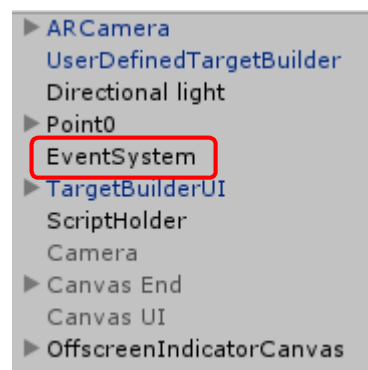 ARCamera
UserDefinedTargetBuilder
Directional light
Point0
EventSystem
TargetBuilderUI
ScriptHolder
Camera
Canvas End
Canvas UI
OffscreenIndicatorCanvas